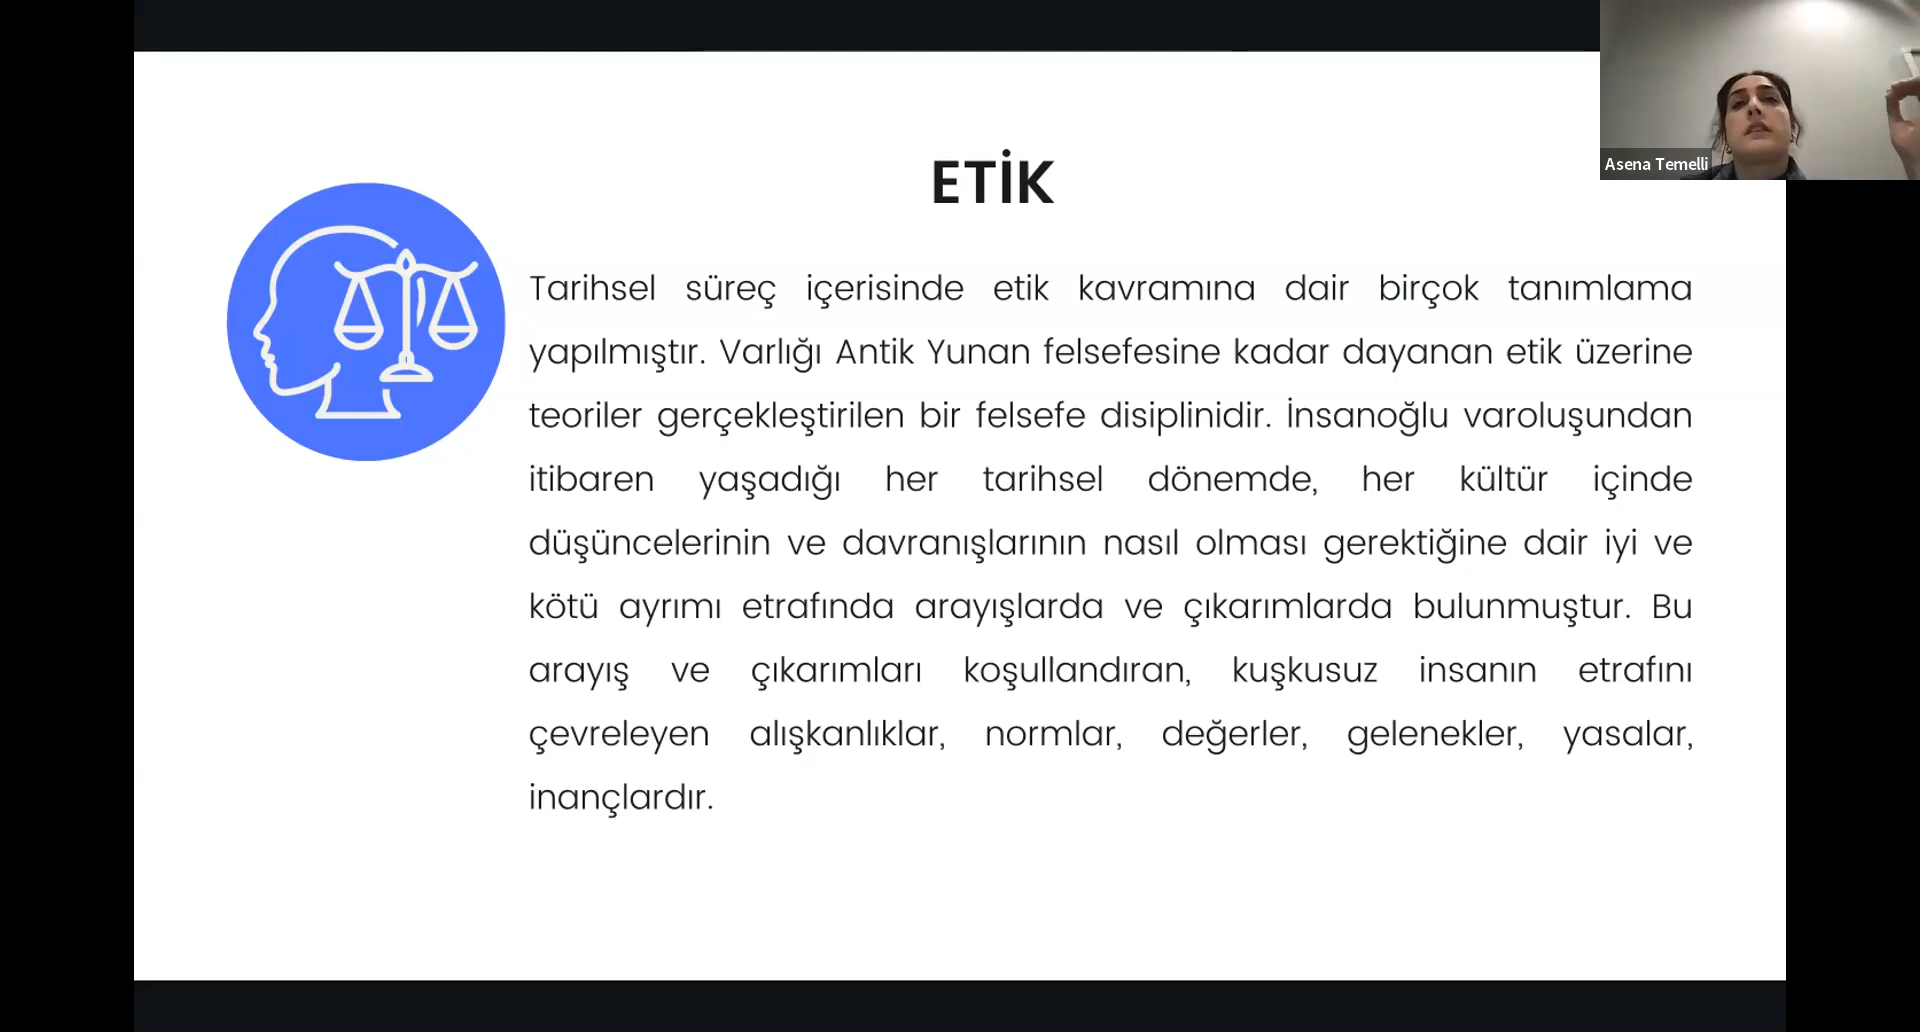 ETİK
Asena Temelli
Tarihsel süreç içerisinde etik kavramına dair birçok tanımlama
yapılmıştır. Varlığı Antik Yunan felsefesine kadar dayanan etik üzerine
teoriler gerçekleştirilen bir felsefe disiplinidir. İnsanoğlu varoluşundan
itibaren yaşadığı her tarihsel dönemde, her kültür içinde
düşüncelerinin ve davranışlarının nasıl olması gerektiğine dair iyi ve
kötü ayrımı etrafında arayışlarda ve çıkarımlarda bulunmuştur. Bu
arayış ve çıkarımları koşullandıran, kuşkusuz insanın etrafını
çevreleyen alışkanlıklar, normlar, değerler, gelenekler, yasalar,
inançlardır.